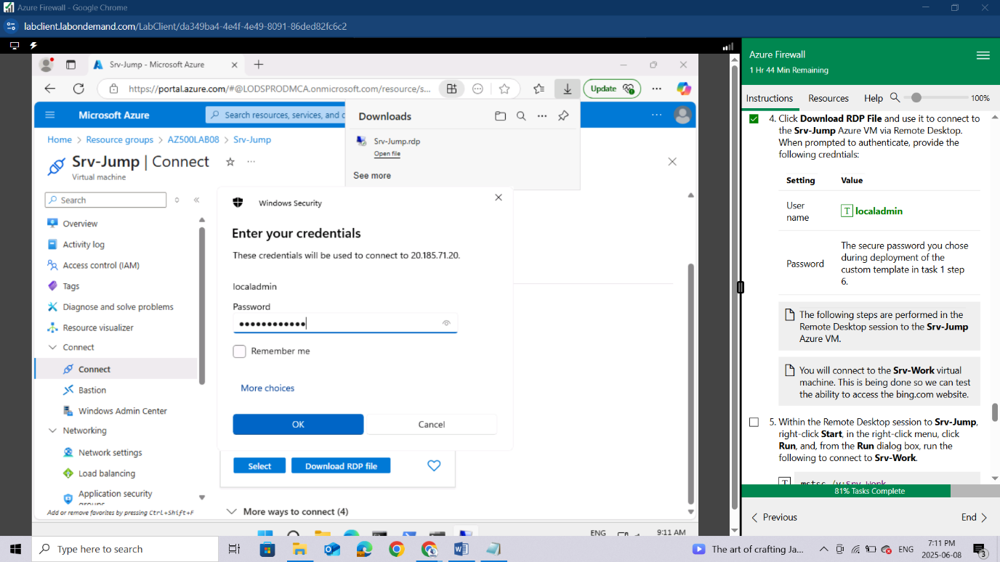 Azure Firewall - Google Chrome
labclient.labondemand.com/LabClient/da349ba4-4e4f-4e49-8091-86ded82fc6c2
Srv-Jump - Microsoft Azure
https://portal.azure.com/#@LODSPRODMCA.onmicrosoft.com/resource/s...
Update
Microsoft Azure
Search resources, services, and d
Downloads
Srv-Jump.rdp
Open file
See more
Home > Resource groups > AZ500LAB08 > Srv-Jump
Srv-Jump | Connect
Virtual machine
Search
Overview
Activity log
Access control (IAM)
Tags
Diagnose and solve problems
Resource visualizer
Connect
Connect
Bastion
Windows Admin Center
Networking
Network settings
Load balancing
Application security
Add or remove favorites by pressing Ctrl+Shift+F
Windows Security
Enter your credentials
These credentials will be used to connect to 20.185.71.20.
localadmin
Password
••••••••••••
Remember me
More choices
OK
Cancel
Select
Download RDP file
More ways to connect (4)
ENG
9:11 AM
Azure Firewall
1 Hr 44 Min Remaining
Instructions
Resources
Help
100%
4. Click Download RDP File and use it to connect to
the Srv-Jump Azure VM via Remote Desktop.
When prompted to authenticate, provide the
following credntials:
Setting Value
User
name
T localadmin
Password
The secure password you chose
during deployment of the
custom template in task 1 step
6.
The following steps are performed in the
Remote Desktop session to the Srv-Jump
Azure VM.
You will connect to the Srv-Work virtual
machine. This is being done so we can test
the ability to access the bing.com website.
5. Within the Remote Desktop session to Srv-Jump,
right-click Start, in the right-click menu, click
Run, and, from the Run dialog box, run the
following to connect to Srv-Work.
T mstsc /v:Srv-Work
81% Tasks Complete
< Previous
End >
Type here to search
The art of crafting Ja...
ENG
7:11 PM
2025-06-08
3